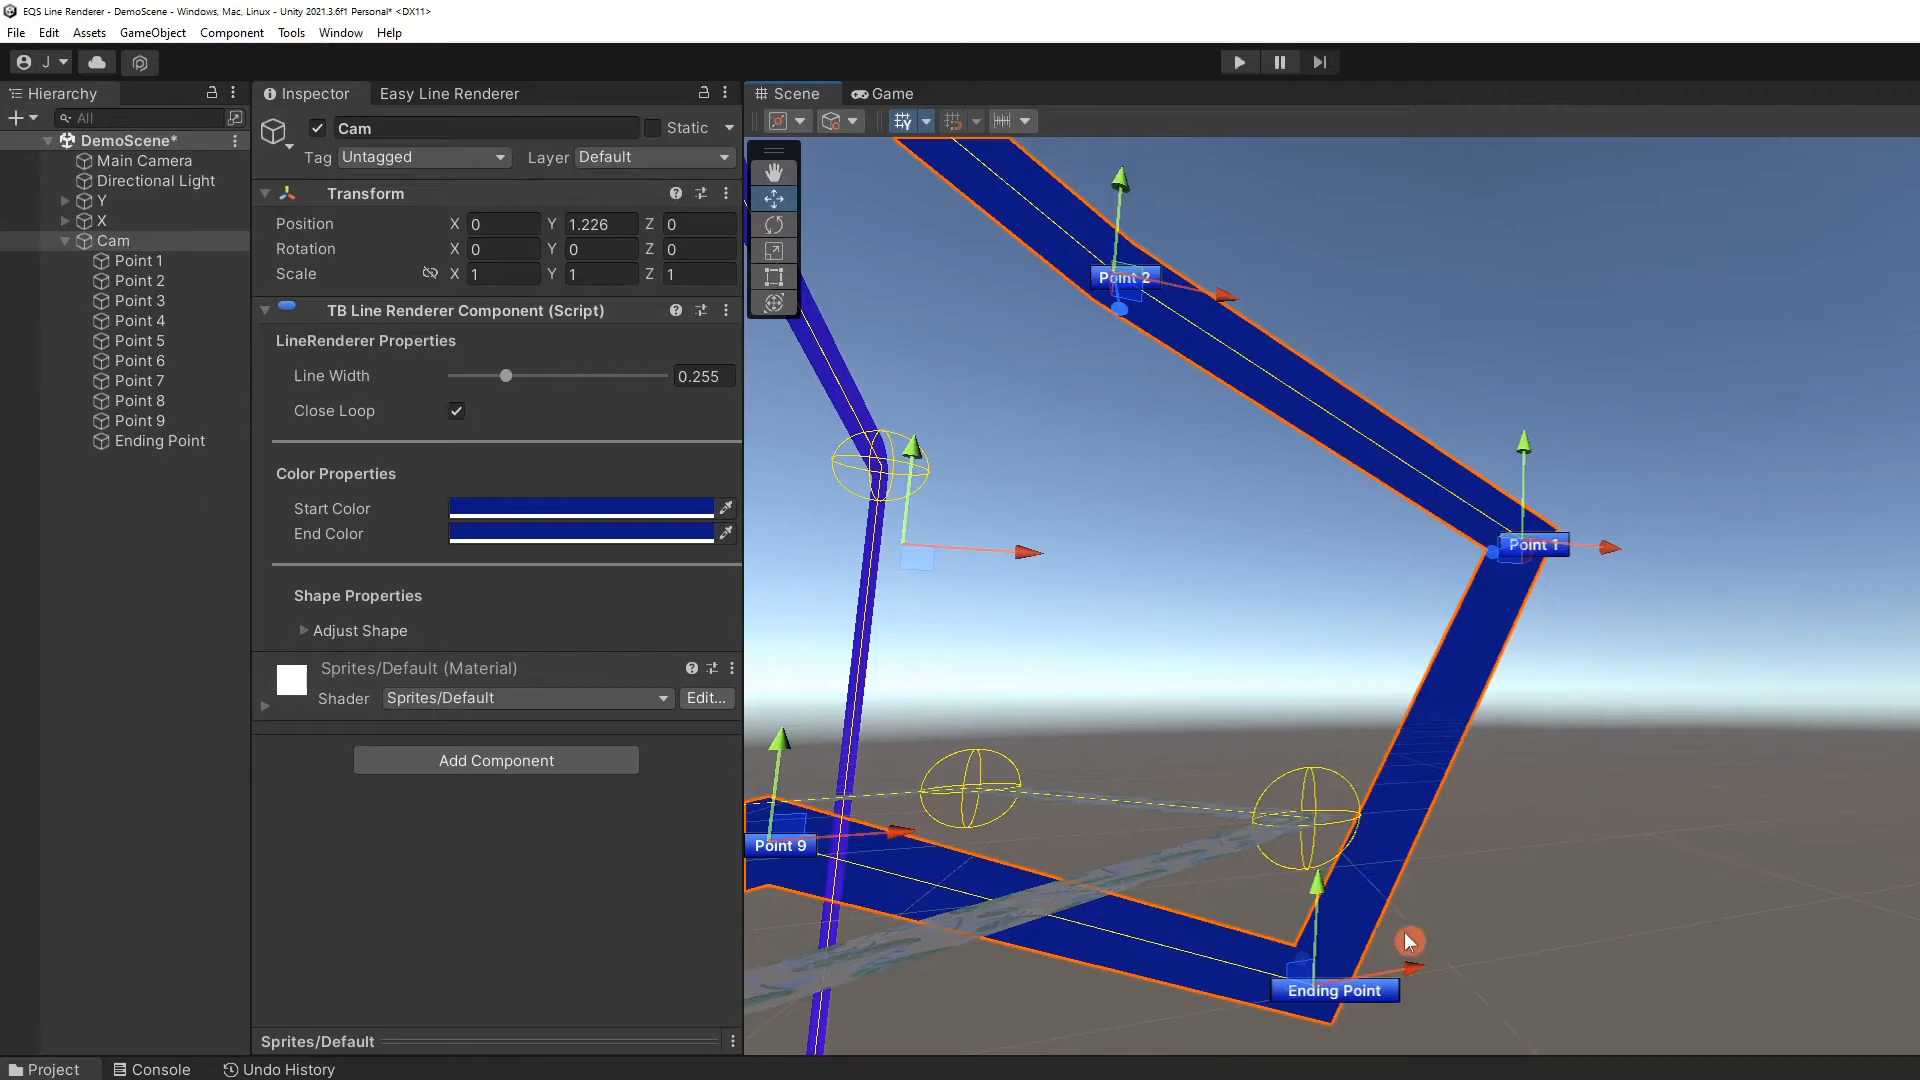 EQS Line Renderer - DemoScene - Windows, Mac, Linux - Unity 2021.3.6f1 Personal* <DX11>
File Edit Assets GameObject Component Tools Window Help
J
Hierarchy
All
DemoScene*
Main Camera
Directional Light
Y
X
Cam
Point 1
Point 2
Point 3
Point 4
Point 5
Point 6
Point 7
Point 8
Point 9
Ending Point
Inspector Easy Line Renderer
Cam Static
Tag Untagged Layer Default
Transform
Position X 0 Y 1.226 Z 0
Rotation X 0 Y 0 Z 0
Scale X 1 Y 1 Z 1
TB Line Renderer Component (Script)
LineRenderer Properties
Line Width 0.255
Close Loop
Color Properties
Start Color
End Color
Shape Properties
Adjust Shape
Sprites/Default (Material)
Shader Sprites/Default Edit...
Add Component
Sprites/Default
Scene Game
Point 2
Point 1
Point 9
Ending Point
Project Console Undo History